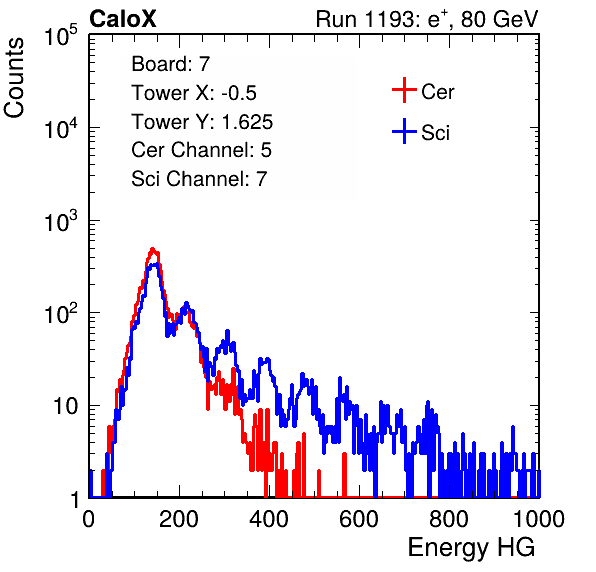 CaloX Run 1193: e⁺, 80 GeV
Board: 7
Tower X: -0.5
Tower Y: 1.625
Cer Channel: 5
Sci Channel: 7
Cer
Sci
Counts
10⁵
10⁴
10³
10²
10
1
0 200 400 600 800 1000
Energy HG